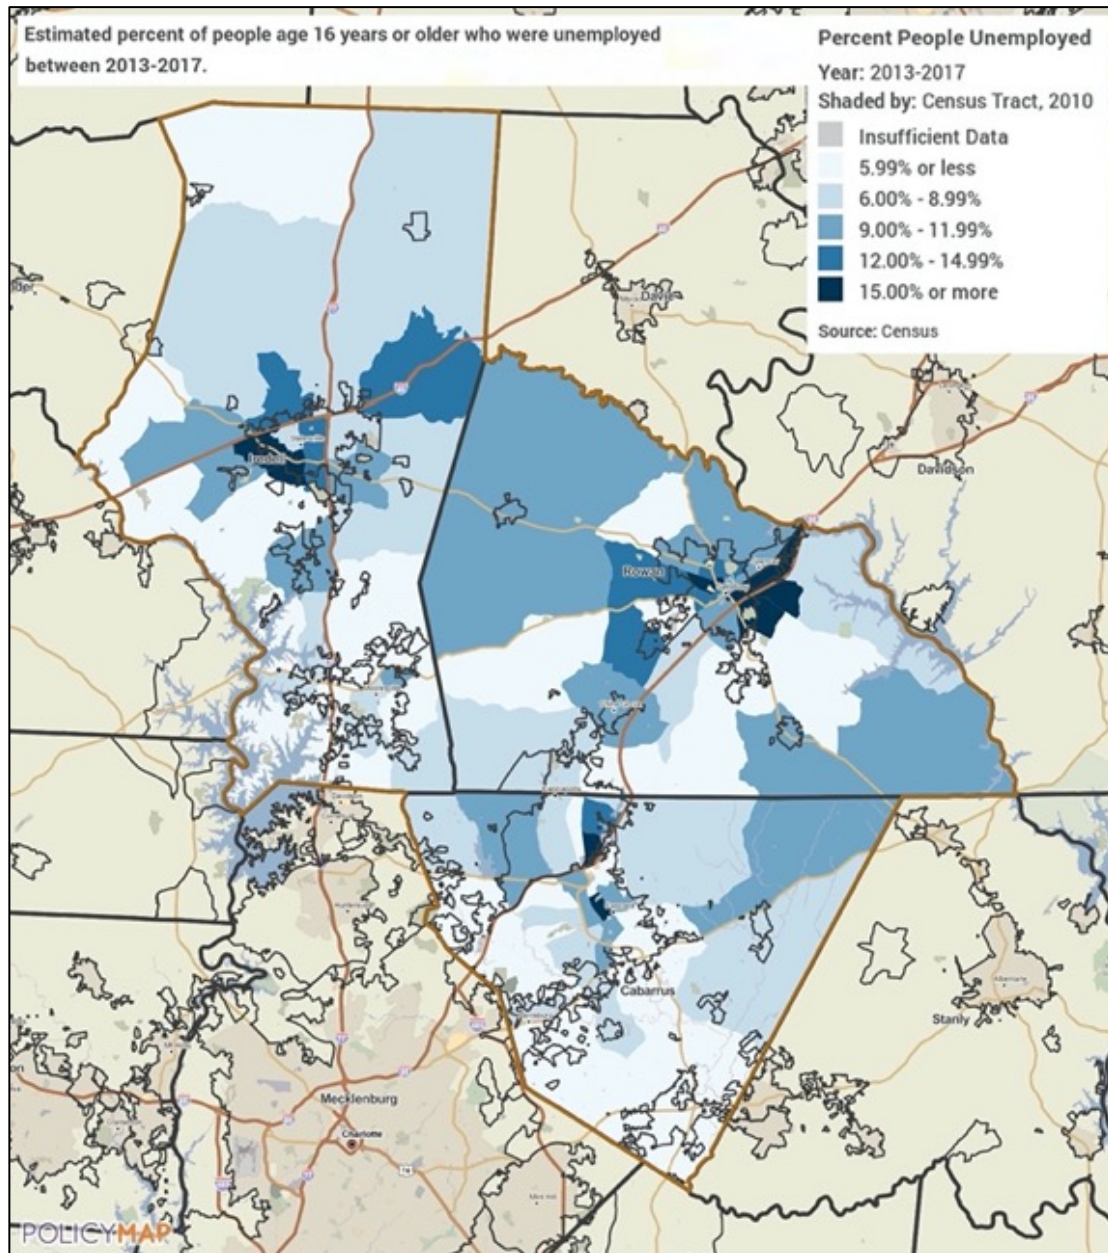 Estimated percent of people age 16 years or older who were unemployed
between 2013-2017.
Percent People Unemployed
Year: 2013-2017
Shaded by: Census Tract, 2010
Insufficient Data
5.99% or less
6.00% - 8.99%
9.00% - 11.99%
12.00% - 14.99%
15.00% or more
Source: Census
Davie
Iredell
Davidson
Rowan
Cabarrus
Stanly
Mecklenburg
Charlotte
POLICYMAP